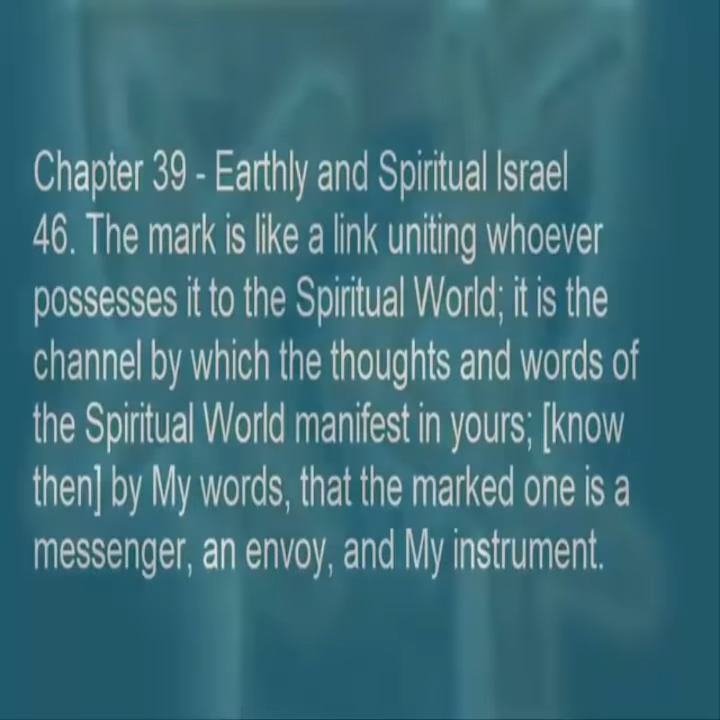 Chapter 39 - Earthly and Spiritual Israel
46. The mark is like a link uniting whoever
possesses it to the Spiritual World; it is the
channel by which the thoughts and words of
the Spiritual World manifest in yours; [know
then] by My words, that the marked one is a
messenger, an envoy, and My instrument.